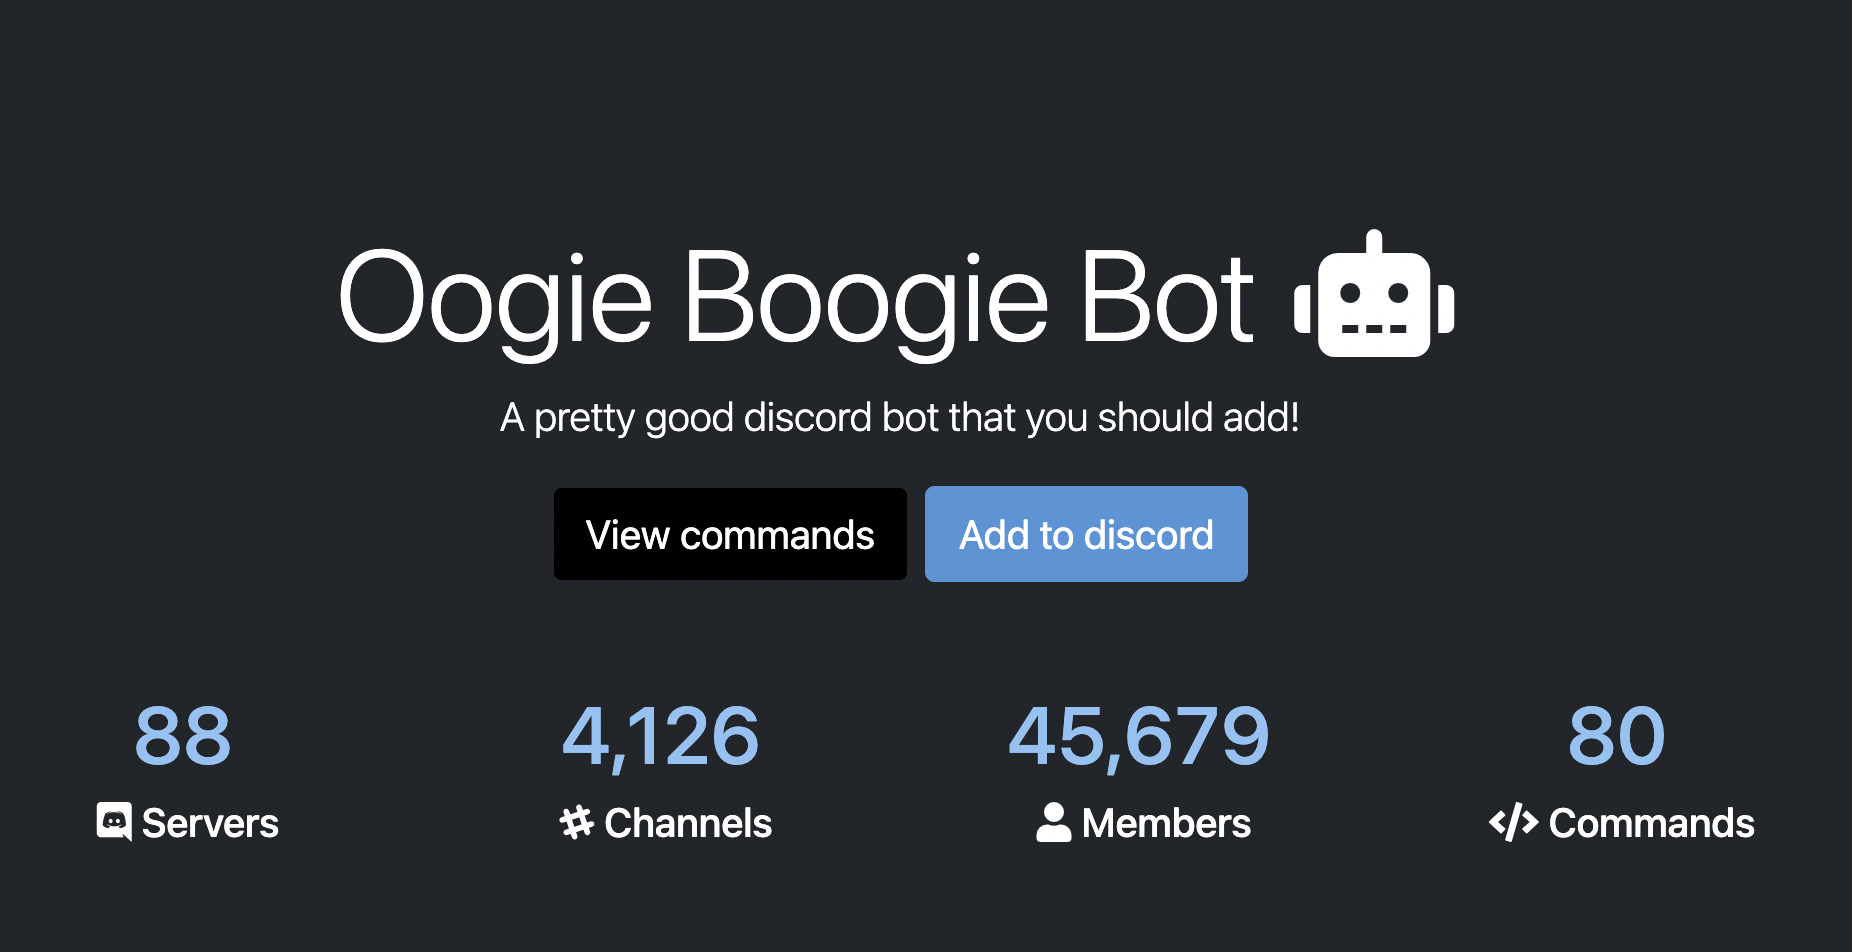 Oogie Boogie Bot
A pretty good discord bot that you should add!
View commands
Add to discord
88
4,126
45,679
80
Servers
Channels
Members
Commands